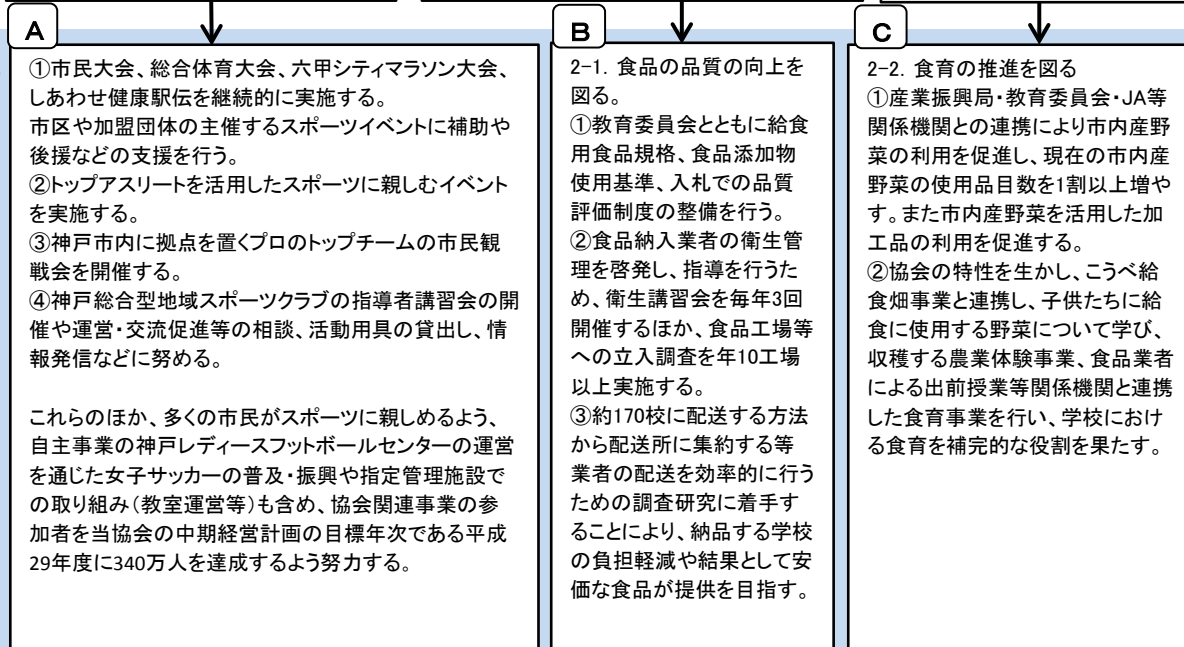 A
①市民大会、総合体育大会、六甲シティマラソン大会、
しあわせ健康駅伝を継続的に実施する。
市区や加盟団体の主催するスポーツイベントに補助や
後援などの支援を行う。
②トップアスリートを活用したスポーツに親しむイベント
を実施する。
③神戸市内に拠点を置くプロのトップチームの市民観
戦会を開催する。
④神戸総合型地域スポーツクラブの指導者講習会の開
催や運営・交流促進等の相談、活動用具の貸出し、情
報発信などに努める。
これらのほか、多くの市民がスポーツに親しめるよう、
自主事業の神戸レディースフットボールセンターの運営
を通じた女子サッカーの普及・振興や指定管理施設で
の取り組み(教室運営等)も含め、協会関連事業の参
加者を当協会の中期経営計画の目標年次である平成
29年度に340万人を達成するよう努力する。
B
2-1. 食品の品質の向上を
図る。
①教育委員会とともに給食
用食品規格、食品添加物
使用基準、入札での品質
評価制度の整備を行う。
②食品納入業者の衛生管
理を啓発し、指導を行うた
め、衛生講習会を毎年3回
開催するほか、食品工場等
への立入調査を年10工場
以上実施する。
③約170校に配送する方法
から配送所に集約する等
業者の配送を効率的に行う
ための調査研究に着手す
ることにより、納品する学校
の負担軽減や結果として安
価な食品が提供を目指す。
C
2-2. 食育の推進を図る
①産業振興局・教育委員会・JA等
関係機関との連携により市内産野
菜の利用を促進し、現在の市内産
野菜の使用品目数を1割以上増や
す。また市内産野菜を活用した加
工品の利用を促進する。
②協会の特性を生かし、こうべ給
食畑事業と連携し、子供たちに給
食に使用する野菜について学び、
収穫する農業体験事業、食品業者
による出前授業等関係機関と連携
した食育事業を行い、学校におけ
る食育を補完的な役割を果たす。